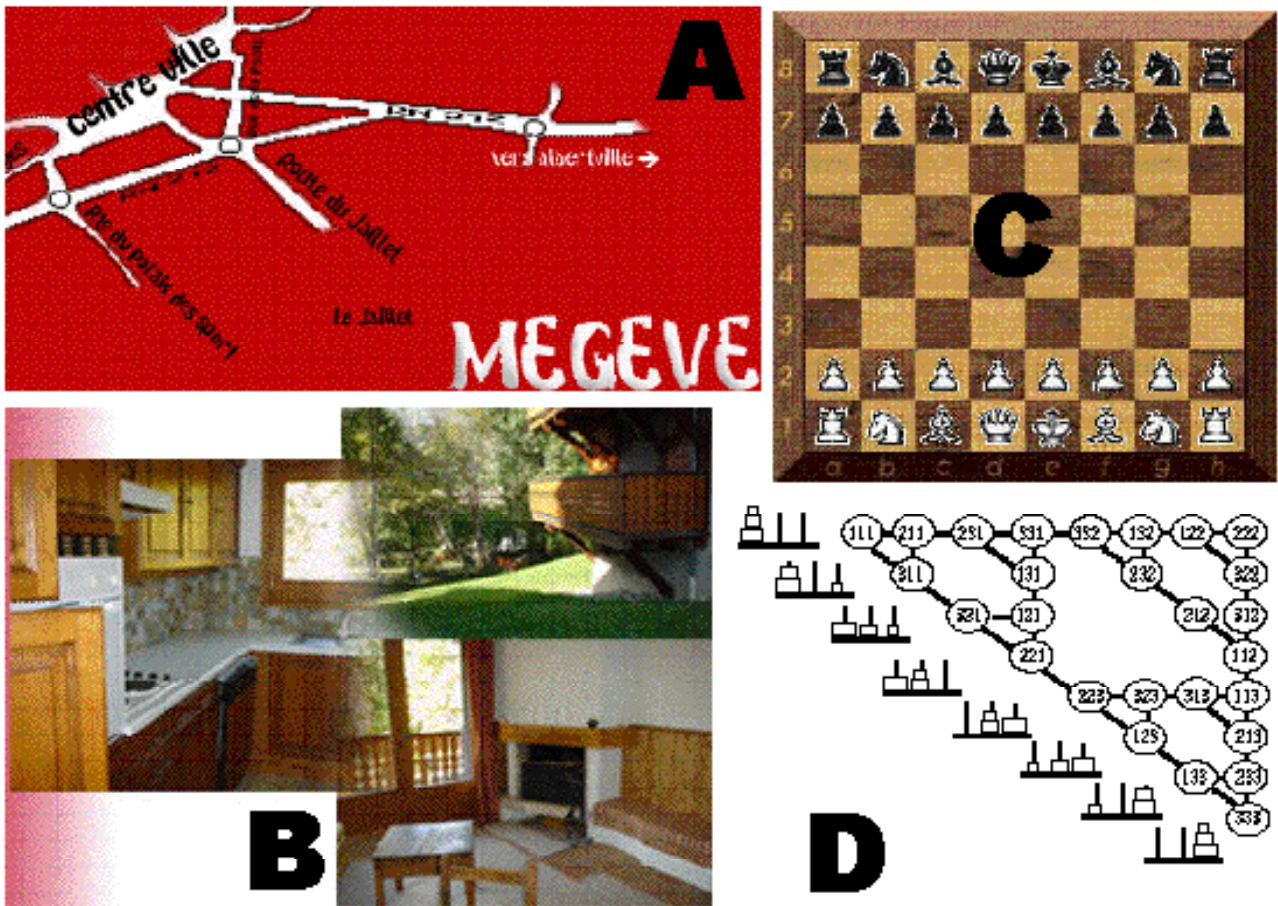 A
centre ville
RN 212
vers albertville →
RN 212
Route du Jaillet
Rte du palais des sport
Le Jaillet
MEGEVE
C
8
7
6
5
4
3
2
1
a b c d e f g h
B
D
111 211 231 331 332 132 122 222
311 131 232 322
321 121 212 312
221 112
223 323 313 113
123 213
133 233
333